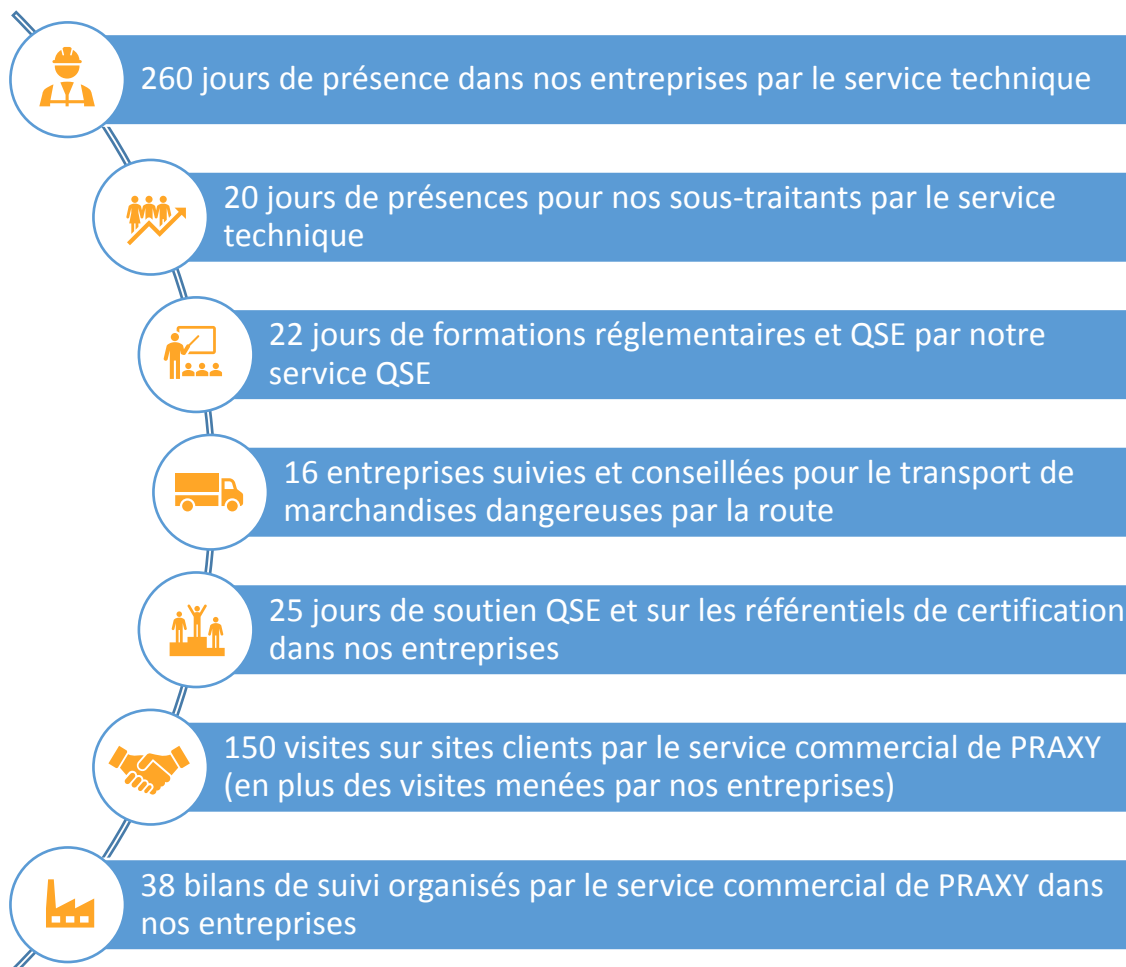 260 jours de présence dans nos entreprises par le service technique
20 jours de présences pour nos sous-traitants par le service
technique
22 jours de formations réglementaires et QSE par notre
service QSE
16 entreprises suivies et conseillées pour le transport de
marchandises dangereuses par la route
25 jours de soutien QSE et sur les référentiels de certification
dans nos entreprises
150 visites sur sites clients par le service commercial de PRAXY
(en plus des visites menées par nos entreprises)
38 bilans de suivi organisés par le service commercial de PRAXY dans
nos entreprises